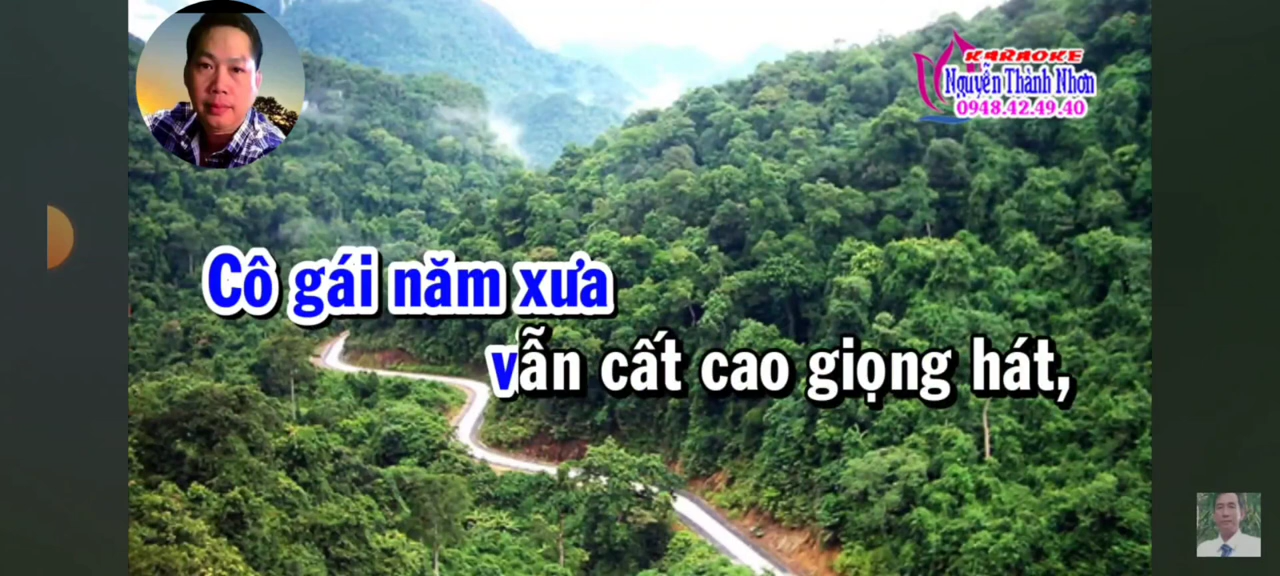 KARAOKE
Nguyễn Thành Nhơn
0948.42.49.40
Cô gái năm xưa
vẫn cất cao giọng hát,